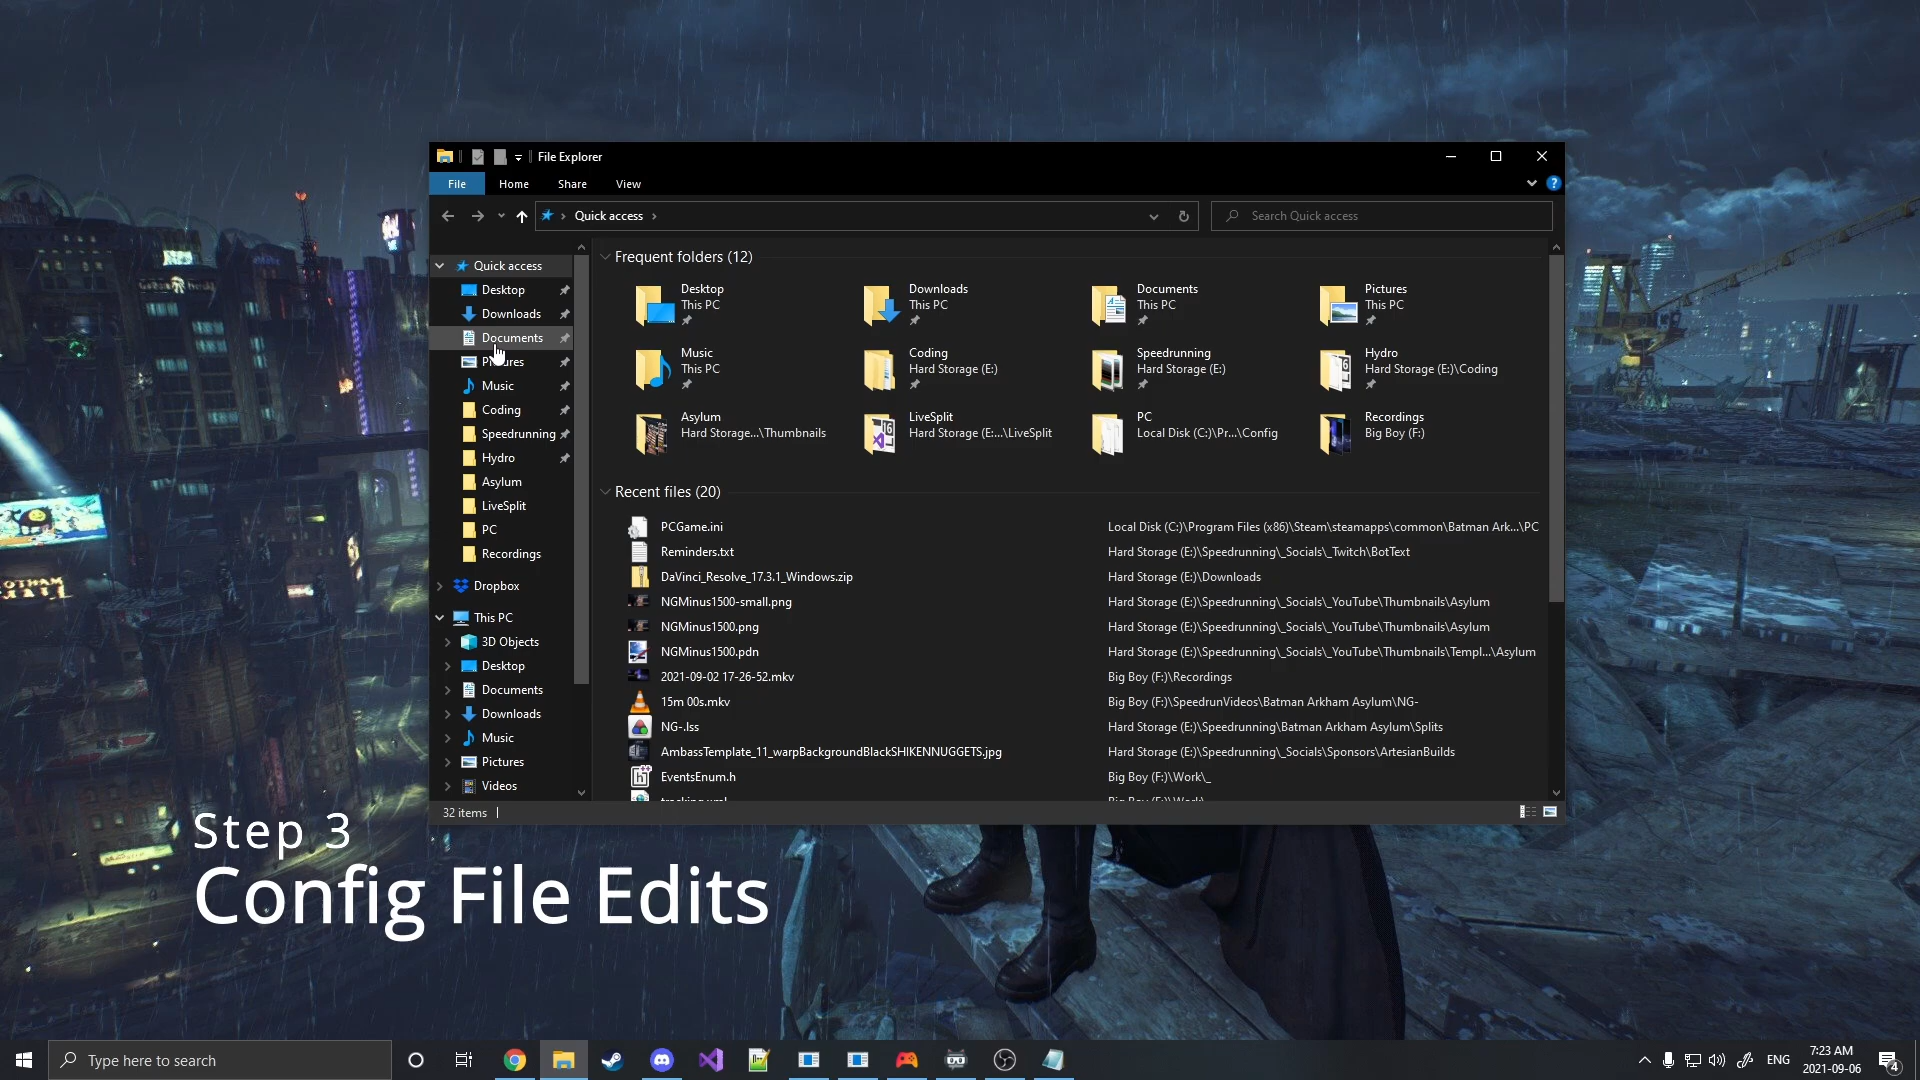 File Explorer
File Home Share View
Quick access
Search Quick access
Quick access
Desktop
Downloads
Documents
Pictures
Music
Coding
Speedrunning
Hydro
Asylum
LiveSplit
PC
Recordings
Dropbox
This PC
3D Objects
Desktop
Documents
Downloads
Music
Pictures
Videos
Frequent folders (12)
Desktop
This PC
Downloads
This PC
Documents
This PC
Pictures
This PC
Music
This PC
Coding
Hard Storage (E:)
Speedrunning
Hard Storage (E:)
Hydro
Hard Storage (E:)\Coding
Asylum
Hard Storage...\Thumbnails
LiveSplit
Hard Storage (E:...\LiveSplit
PC
Local Disk (C:)\Pr...\Config
Recordings
Big Boy (F:)
Recent files (20)
PCGame.ini Local Disk (C:)\Program Files (x86)\Steam\steamapps\common\Batman Ark...\PC
Reminders.txt Hard Storage (E:)\Speedrunning\_Socials\_Twitch\BotText
DaVinci_Resolve_17.3.1_Windows.zip Hard Storage (E:)\Downloads
NGMinus1500-small.png Hard Storage (E:)\Speedrunning\_Socials\_YouTube\Thumbnails\Asylum
NGMinus1500.png Hard Storage (E:)\Speedrunning\_Socials\_YouTube\Thumbnails\Asylum
NGMinus1500.pdn Hard Storage (E:)\Speedrunning\_Socials\_YouTube\Thumbnails\Templ...\Asylum
2021-09-02 17-26-52.mkv Big Boy (F:)\Recordings
15m 00s.mkv Big Boy (F:)\SpeedrunVideos\Batman Arkham Asylum\NG-
NG-.lss Hard Storage (E:)\Speedrunning\Batman Arkham Asylum\Splits
AmbassTemplate_11_warpBackgroundBlackSHIKENNUGGETS.jpg Hard Storage (E:)\Speedrunning\_Socials\Sponsors\ArtesianBuilds
EventsEnum.h Big Boy (F:)\Work\_
32 items
Step 3
Config File Edits
Type here to search
ENG
7:23 AM
2021-09-06
4